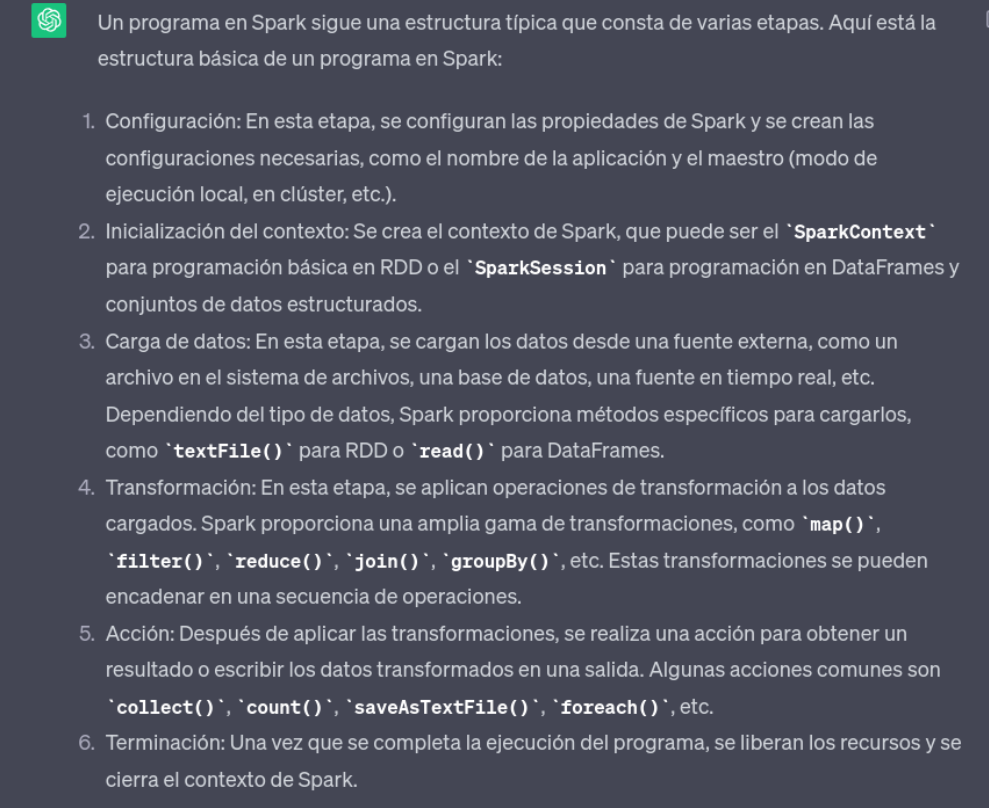 Un programa en Spark sigue una estructura típica que consta de varias etapas. Aquí está la
estructura básica de un programa en Spark:
1. Configuración: En esta etapa, se configuran las propiedades de Spark y se crean las
configuraciones necesarias, como el nombre de la aplicación y el maestro (modo de
ejecución local, en clúster, etc.).
2. Inicialización del contexto: Se crea el contexto de Spark, que puede ser el `SparkContext`
para programación básica en RDD o el `SparkSession` para programación en DataFrames y
conjuntos de datos estructurados.
3. Carga de datos: En esta etapa, se cargan los datos desde una fuente externa, como un
archivo en el sistema de archivos, una base de datos, una fuente en tiempo real, etc.
Dependiendo del tipo de datos, Spark proporciona métodos específicos para cargarlos,
como `textFile()` para RDD o `read()` para DataFrames.
4. Transformación: En esta etapa, se aplican operaciones de transformación a los datos
cargados. Spark proporciona una amplia gama de transformaciones, como `map()`,
`filter()`, `reduce()`, `join()`, `groupBy()`, etc. Estas transformaciones se pueden
encadenar en una secuencia de operaciones.
5. Acción: Después de aplicar las transformaciones, se realiza una acción para obtener un
resultado o escribir los datos transformados en una salida. Algunas acciones comunes son
`collect()`, `count()`, `saveAsTextFile()`, `foreach()`, etc.
6. Terminación: Una vez que se completa la ejecución del programa, se liberan los recursos y se
cierra el contexto de Spark.